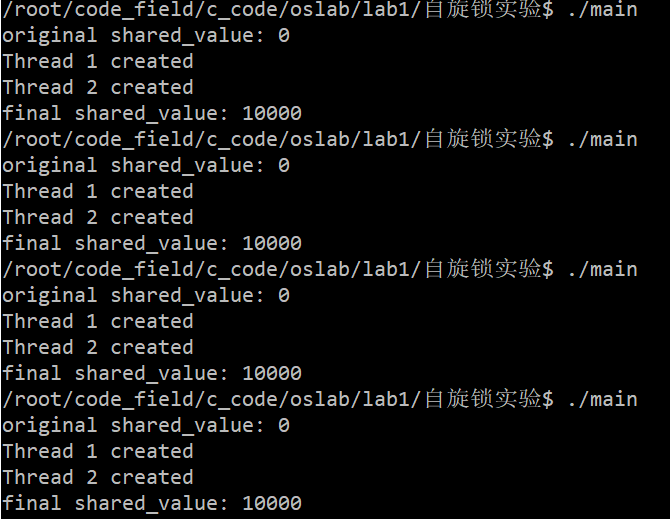 /root/code_field/c_code/oslab/lab1/自旋锁实验$ ./main
original shared_value: 0
Thread 1 created
Thread 2 created
final shared_value: 10000
/root/code_field/c_code/oslab/lab1/自旋锁实验$ ./main
original shared_value: 0
Thread 1 created
Thread 2 created
final shared_value: 10000
/root/code_field/c_code/oslab/lab1/自旋锁实验$ ./main
original shared_value: 0
Thread 1 created
Thread 2 created
final shared_value: 10000
/root/code_field/c_code/oslab/lab1/自旋锁实验$ ./main
original shared_value: 0
Thread 1 created
Thread 2 created
final shared_value: 10000